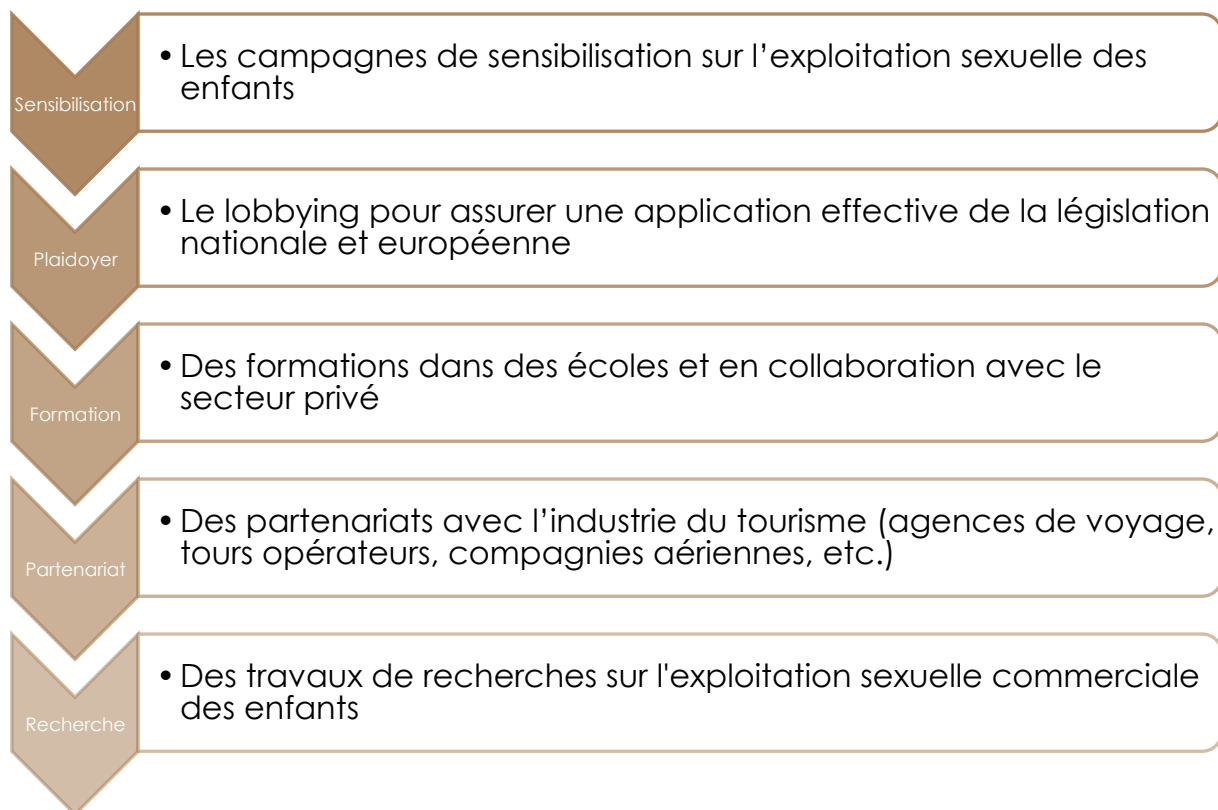 Sensibilisation
• Les campagnes de sensibilisation sur l’exploitation sexuelle des
enfants
Plaidoyer
• Le lobbying pour assurer une application effective de la législation
nationale et européenne
Formation
• Des formations dans des écoles et en collaboration avec le
secteur privé
Partenariat
• Des partenariats avec l’industrie du tourisme (agences de voyage,
tours opérateurs, compagnies aériennes, etc.)
Recherche
• Des travaux de recherches sur l'exploitation sexuelle commerciale
des enfants